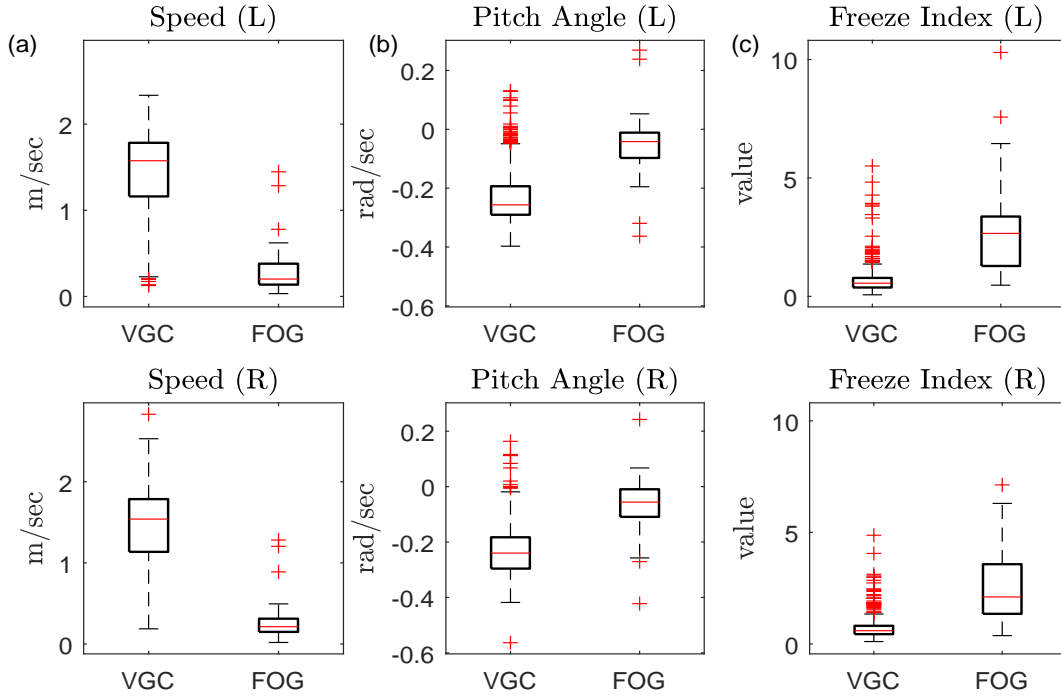 (a)
Speed (L)
m/sec
2
1
0
VGC
FOG
(b)
Pitch Angle (L)
rad/sec
0.2
0
-0.2
-0.4
-0.6
VGC
FOG
(c)
Freeze Index (L)
value
10
5
0
VGC
FOG
Speed (R)
m/sec
2
1
0
VGC
FOG
Pitch Angle (R)
rad/sec
0.2
0
-0.2
-0.4
-0.6
VGC
FOG
Freeze Index (R)
value
10
5
0
VGC
FOG